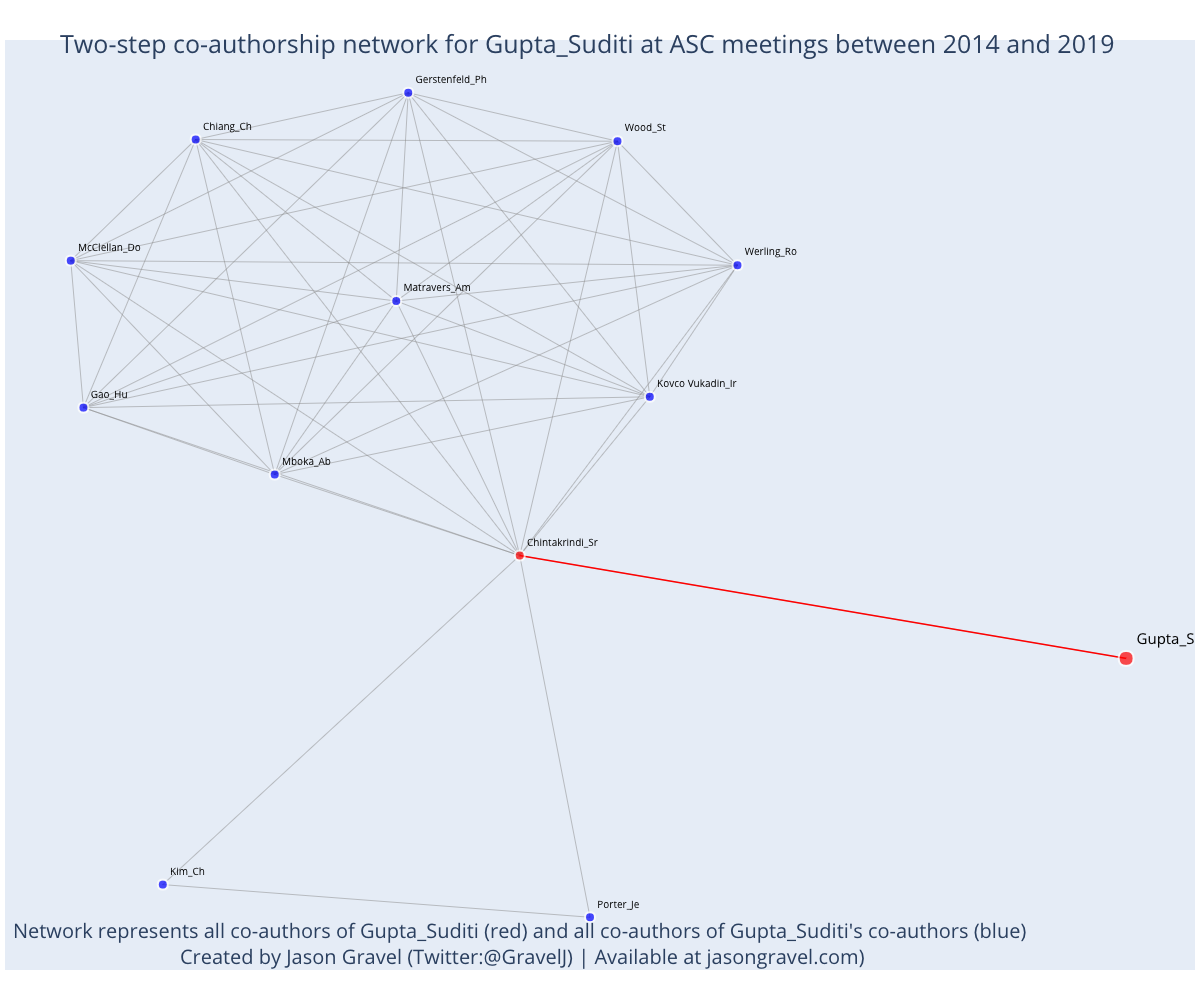 Two-step co-authorship network for Gupta_Suditi at ASC meetings between 2014 and 2019
Gerstenfeld_Ph
Chiang_Ch
Wood_St
McClellan_Do
Werling_Ro
Matravers_Am
Kovco Vukadin_Ir
Gao_Hu
Mboka_Ab
Chintakrindi_Sr
Gupta_S
Kim_Ch
Porter_Je
Network represents all co-authors of Gupta_Suditi (red) and all co-authors of Gupta_Suditi's co-authors (blue)
Created by Jason Gravel (Twitter:@GravelJ) | Available at jasongravel.com)